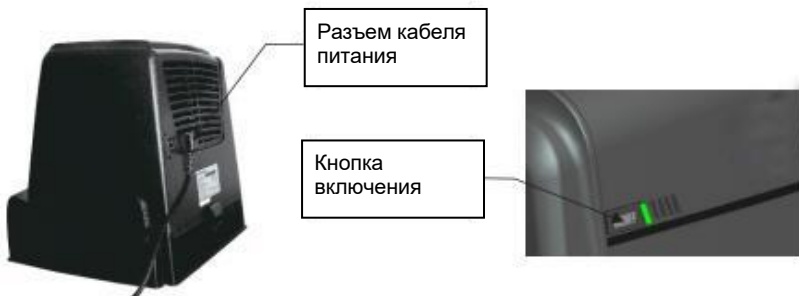 Разъем кабеля
питания
Кнопка
включения